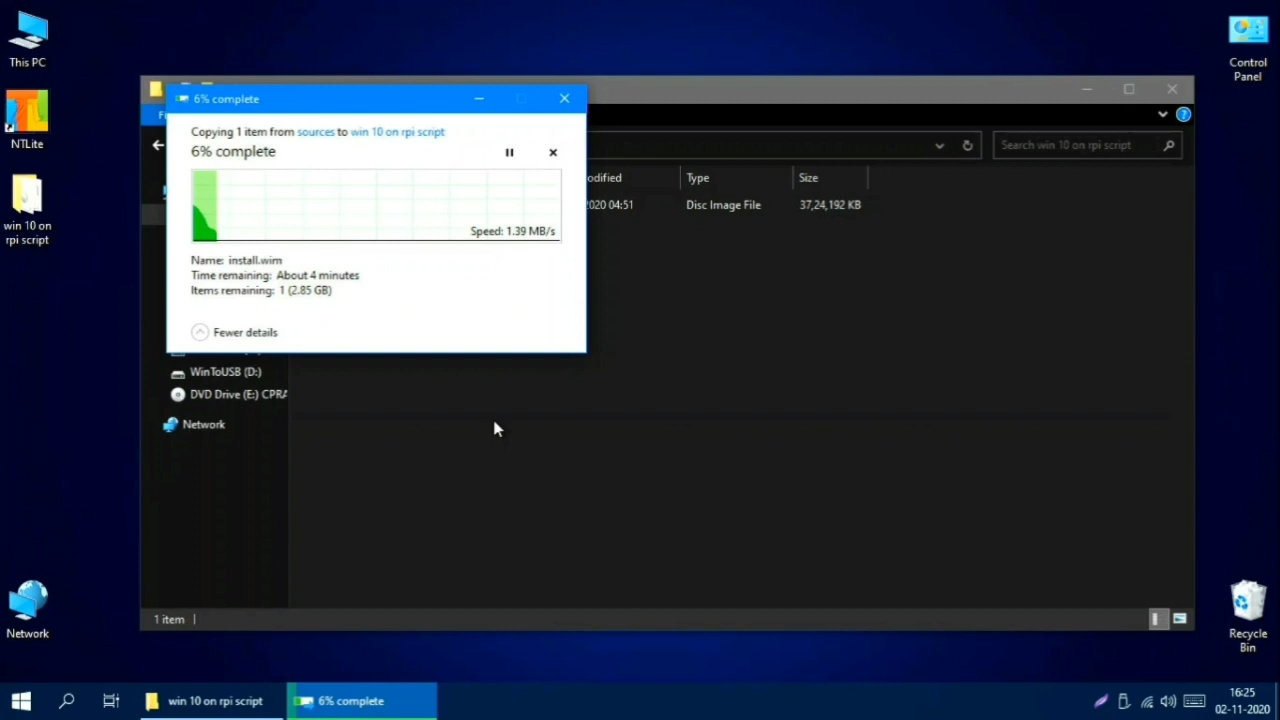 This PC
NTLite
win 10 on
rpi script
Network
Control
Panel
Recycle
Bin
6% complete
Copying 1 item from sources to win 10 on rpi script
6% complete
Speed: 1.39 MB/s
Name: install.wim
Time remaining: About 4 minutes
Items remaining: 1 (2.85 GB)
Fewer details
Search win 10 on rpi script
Type
Size
2020 04:51
Disc Image File
37,24,192 KB
WinToUSB (D:)
DVD Drive (E:) CPRA
Network
1 item
win 10 on rpi script
6% complete
16:25
02-11-2020